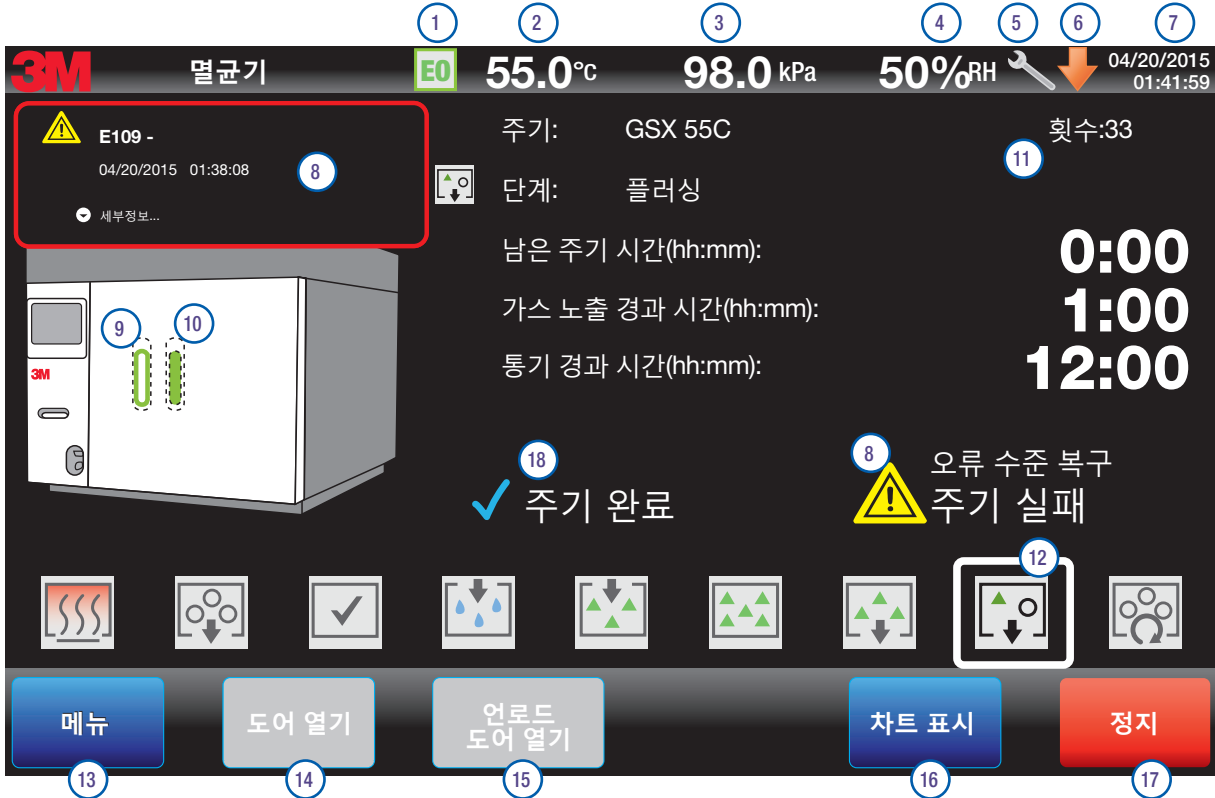 1 2 3 4 5 6 7
3M 멸균기 EO 55.0°C 98.0 kPa 50%RH 04/20/2015
01:41:59
E109 -
04/20/2015 01:38:08 8
세부정보...
주기: GSX 55C 횟수:33
11
단계: 플러싱
남은 주기 시간(hh:mm): 0:00
가스 노출 경과 시간(hh:mm): 1:00
통기 경과 시간(hh:mm): 12:00
9 10
3M
18
주기 완료
8
오류 수준 복구
주기 실패
12
메뉴 도어 열기 언로드
도어 열기 차트 표시 정지
13 14 15 16 17